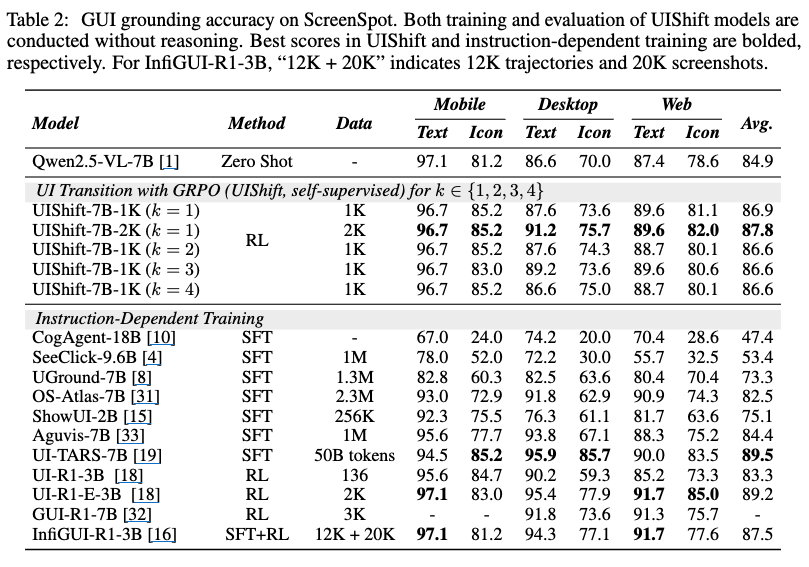 Table 2: GUI grounding accuracy on ScreenSpot. Both training and evaluation of UIShift models are
conducted without reasoning. Best scores in UIShift and instruction-dependent training are bolded,
respectively. For InfiGUI-R1-3B, “12K + 20K” indicates 12K trajectories and 20K screenshots.
Model Method Data Mobile Desktop Web Avg.
Text Icon Text Icon Text Icon
Qwen2.5-VL-7B [1] Zero Shot - 97.1 81.2 86.6 70.0 87.4 78.6 84.9
UI Transition with GRPO (UIShift, self-supervised) for k ∈ {1, 2, 3, 4}
UIShift-7B-1K (k = 1) 1K 96.7 85.2 87.6 73.6 89.6 81.1 86.9
UIShift-7B-2K (k = 1) 2K 96.7 85.2 91.2 75.7 89.6 82.0 87.8
RL
UIShift-7B-1K (k = 2) 1K 96.7 85.2 87.6 74.3 88.7 80.1 86.6
UIShift-7B-1K (k = 3) 1K 96.7 83.0 89.2 73.6 89.6 80.6 86.6
UIShift-7B-1K (k = 4) 1K 96.7 85.2 86.6 75.0 88.7 80.1 86.6
Instruction-Dependent Training
CogAgent-18B [10] SFT - 67.0 24.0 74.2 20.0 70.4 28.6 47.4
SeeClick-9.6B [4] SFT 1M 78.0 52.0 72.2 30.0 55.7 32.5 53.4
UGround-7B [8] SFT 1.3M 82.8 60.3 82.5 63.6 80.4 70.4 73.3
OS-Atlas-7B [31] SFT 2.3M 93.0 72.9 91.8 62.9 90.9 74.3 82.5
ShowUI-2B [15] SFT 256K 92.3 75.5 76.3 61.1 81.7 63.6 75.1
Aguvis-7B [33] SFT 1M 95.6 77.7 93.8 67.1 88.3 75.2 84.4
UI-TARS-7B [19] SFT 50B tokens 94.5 85.2 95.9 85.7 90.0 83.5 89.5
UI-R1-3B [18] RL 136 95.6 84.7 90.2 59.3 85.2 73.3 83.3
UI-R1-E-3B [18] RL 2K 97.1 83.0 95.4 77.9 91.7 85.0 89.2
GUI-R1-7B [32] RL 3K - - 91.8 73.6 91.3 75.7 -
InfiGUI-R1-3B [16] SFT+RL 12K + 20K 97.1 81.2 94.3 77.1 91.7 77.6 87.5